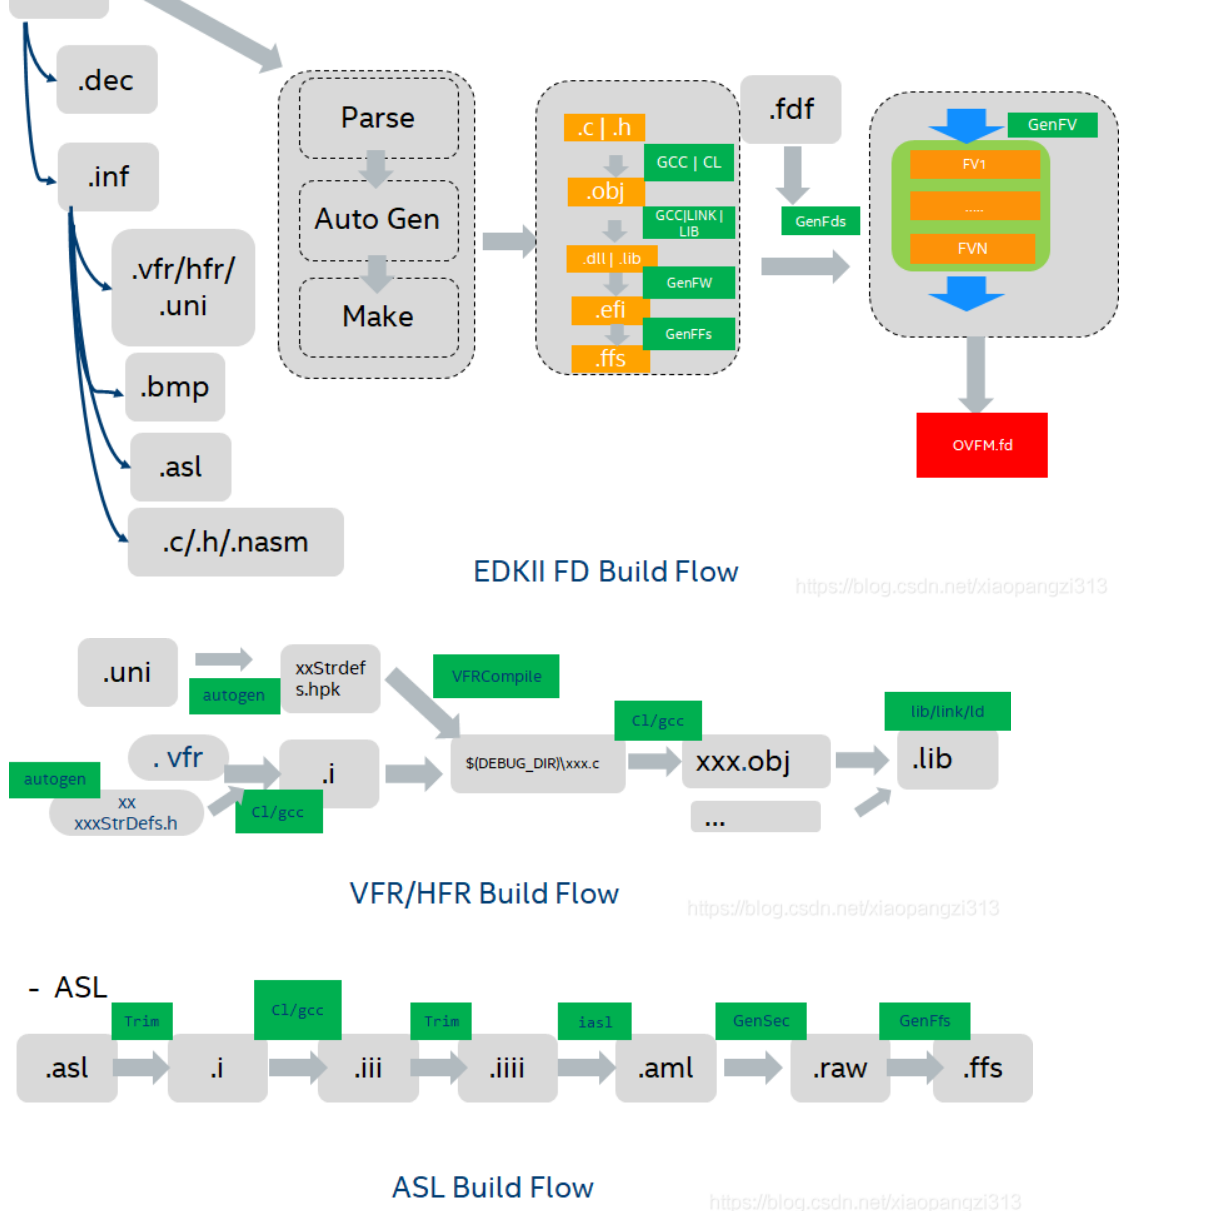 .dec
.inf
.vfr/hfr/
.uni
.bmp
.asl
.c/.h/.nasm
Parse
Auto Gen
Make
.c | .h
GCC | CL
.obj
GCC|LINK |
LIB
.dll | .lib
GenFW
.efi
GenFFs
.ffs
.fdf
GenFds
GenFV
FV1
.....
FVN
OVFM.fd
EDKII FD Build Flow
https://blog.csdn.net/xiaopangzi313
.uni
autogen
xxStrdef
s.hpk
VFRCompile
autogen
. vfr
xx
xxxStrDefs.h
Cl/gcc
.i
$(DEBUG_DIR)\xxx.c
Cl/gcc
xxx.obj
...
lib/link/ld
.lib
VFR/HFR Build Flow
https://blog.csdn.net/xiaopangzi313
- ASL
Trim
Cl/gcc
Trim
iasl
GenSec
GenFfs
.asl
.i
.iii
.iiii
.aml
.raw
.ffs
ASL Build Flow
https://blog.csdn.net/xiaopangzi313